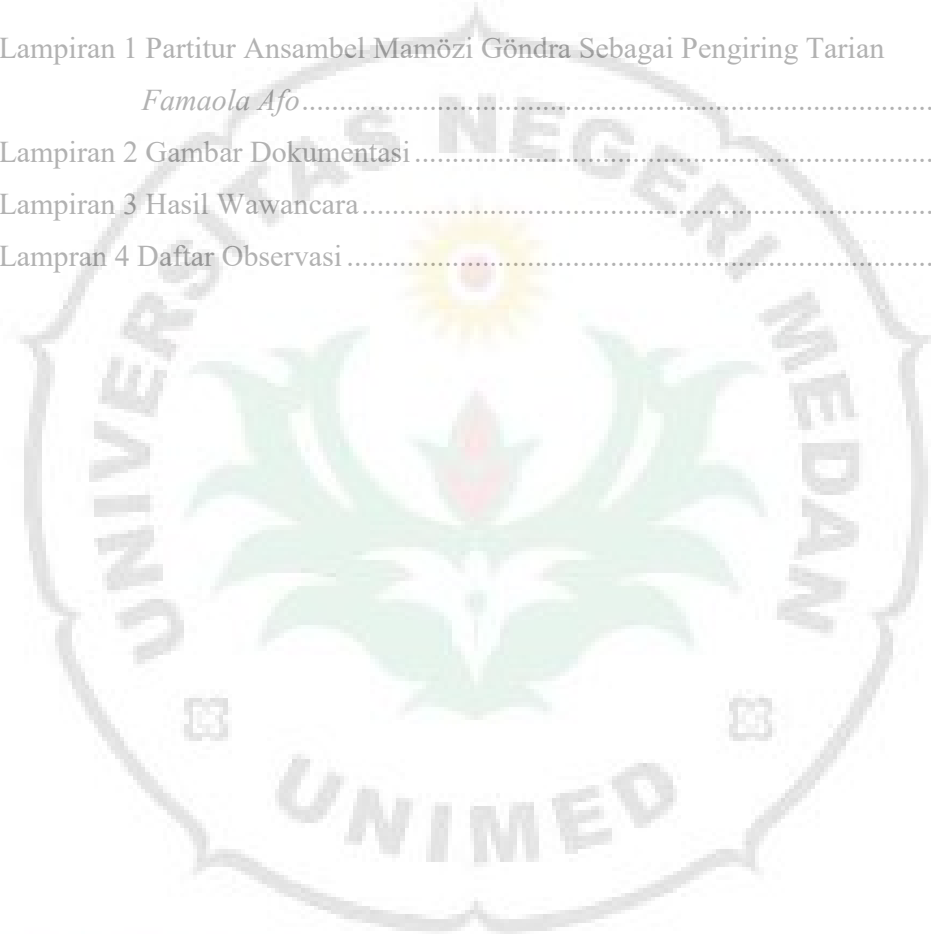 Lampiran 1 Partitur Ansambel Mamözi Göndra Sebagai Pengiring Tarian
Famaola Afo
Lampiran 2 Gambar Dokumentasi
Lampiran 3 Hasil Wawancara
Lampran 4 Daftar Observasi
UNIVERSITAS NEGERI MEDAN
UNIMED